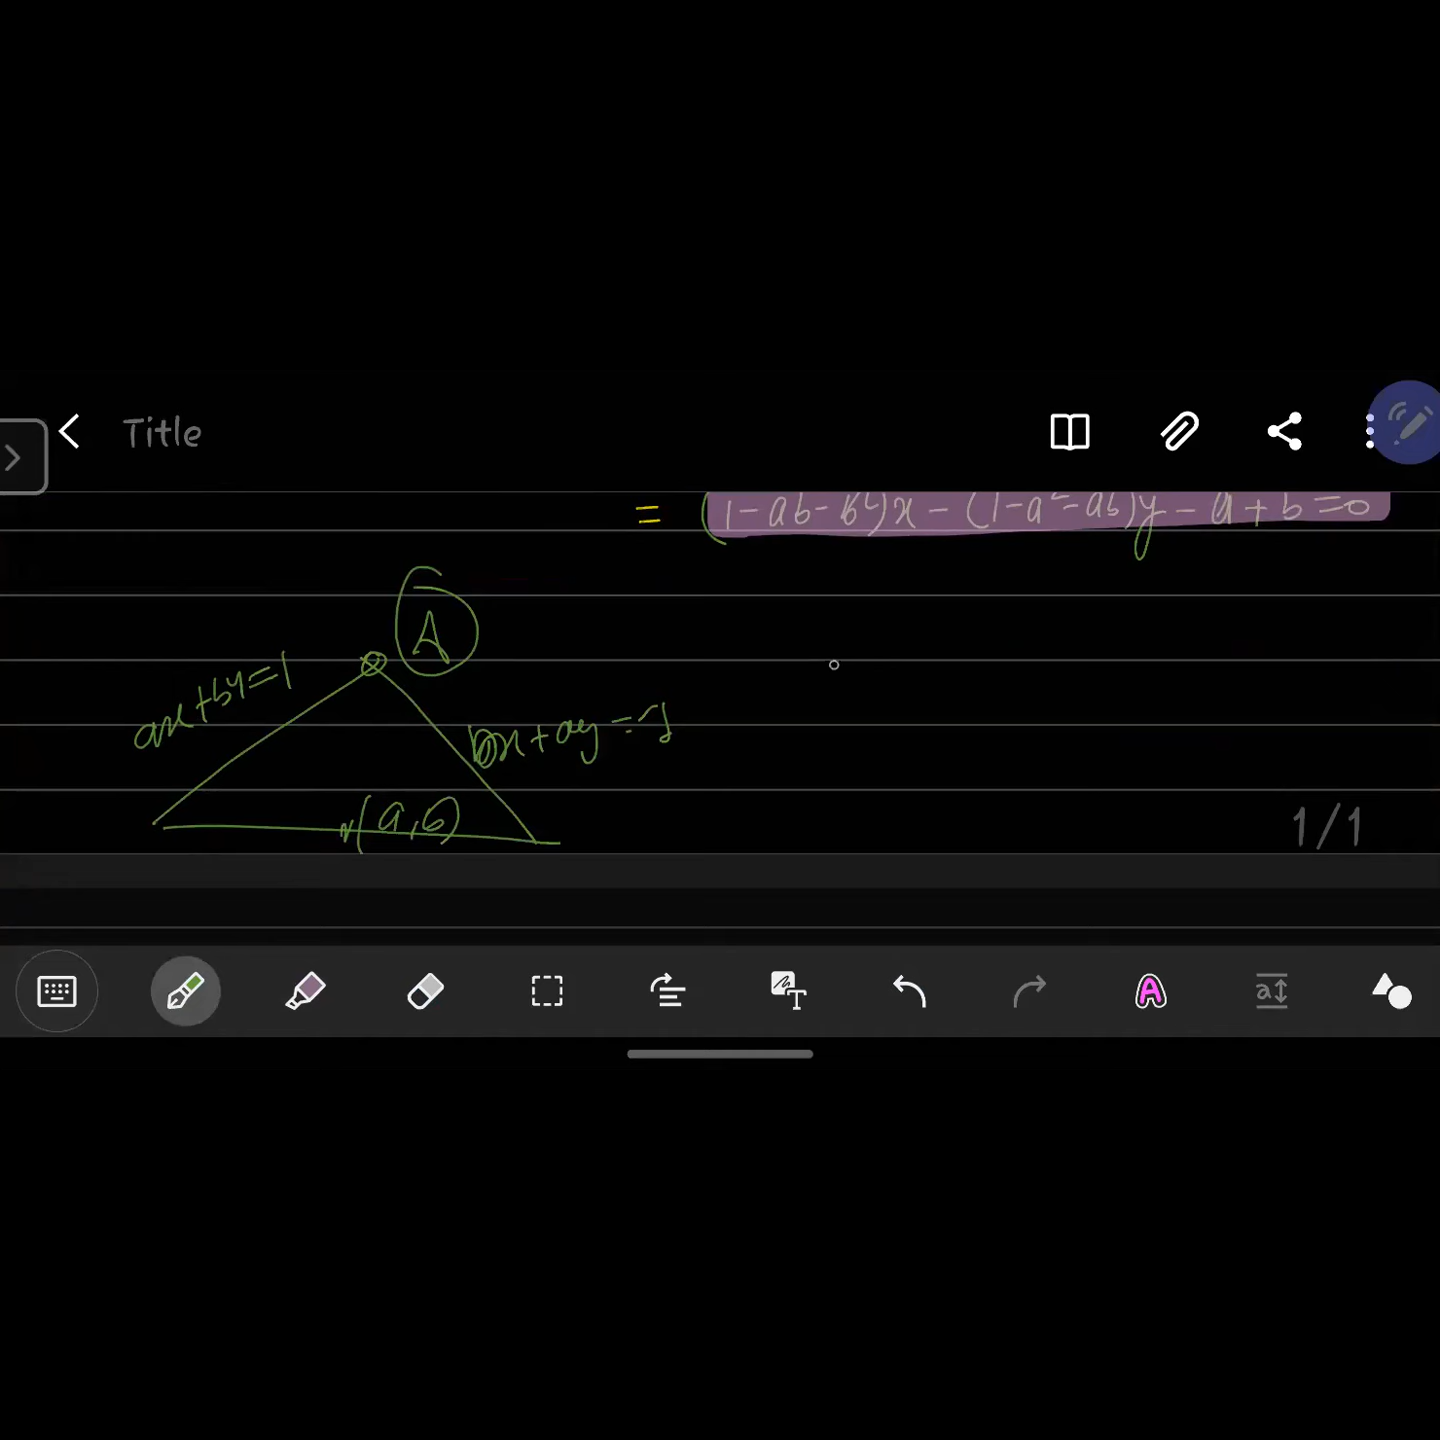 Title
= (1-ab-b²)x-(1-a²-ab)y-a+b=0
A
ax+by=1
bx+ay=1
(a,b)
1/1
A
a
T